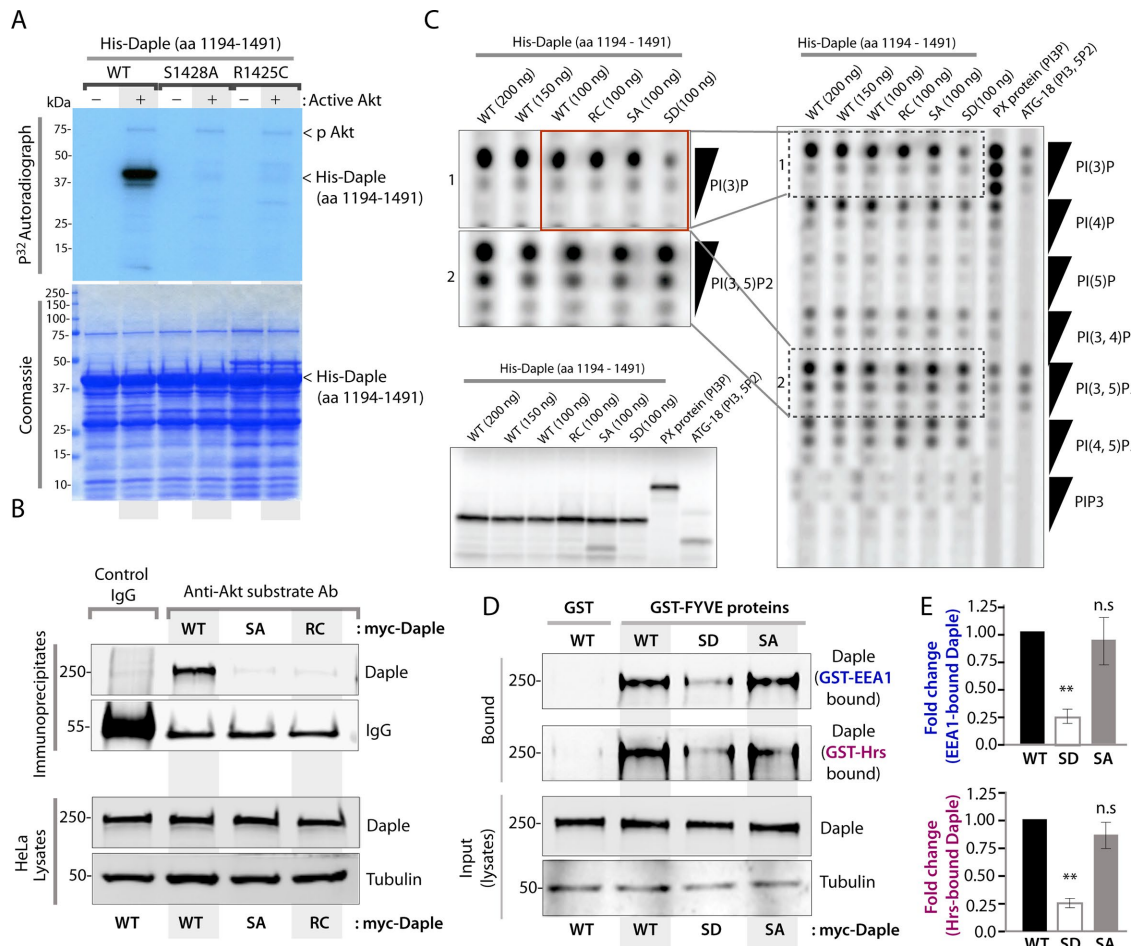 A
His-Daple (aa 1194-1491)
WT S1428A R1425C
kDa − + − + − + : Active Akt
75- < p Akt
50-
37- < His-Daple
(aa 1194-1491)
25-
15-
P32 Autoradiograph
250-
150-
100-
75-
50-
< His-Daple
37- (aa 1194-1491)
25-
15-
10-
Coomassie
B
Control
IgG
Anti-Akt substrate Ab
WT SA RC : myc-Daple
250- Daple
55- IgG
Immunoprecipitates
250- Daple
50- Tubulin
HeLa
Lysates
WT WT SA RC : myc-Daple
C
His-Daple (aa 1194 - 1491)
WT (200 ng) WT (150 ng) WT (100 ng) RC (100 ng) SA (100 ng) SD(100 ng)
1 PI(3)P
2 PI(3, 5)P2
His-Daple (aa 1194 - 1491)
WT (200 ng) WT (150 ng) WT (100 ng) RC (100 ng) SA (100 ng) SD(100 ng) PX protein (PI3P) ATG-18 (PI3, 5P2)
His-Daple (aa 1194 - 1491)
WT (200 ng) WT (150 ng) WT (100 ng) RC (100 ng) SA (100 ng) SD(100 ng) PX protein (PI3P) ATG-18 (PI3, 5P2)
1 PI(3)P
PI(4)P
PI(5)P
PI(3, 4)P
2 PI(3, 5)P
PI(4, 5)P
PIP3
D
GST GST-FYVE proteins
WT WT SD SA
250- Daple
(GST-EEA1
bound)
250- Daple
(GST-Hrs
bound)
Bound
250- Daple
50- Tubulin
Input
(lysates)
WT WT SD SA : myc-Daple
E
Fold change
(EEA1-bound Daple)
1.25
1.00
0.75
0.50
0.25
0.0
**
n.s
WT SD SA
Fold change
(Hrs-bound Daple)
1.25
1.00
0.75
0.50
0.25
0.0
**
n.s
WT SD SA